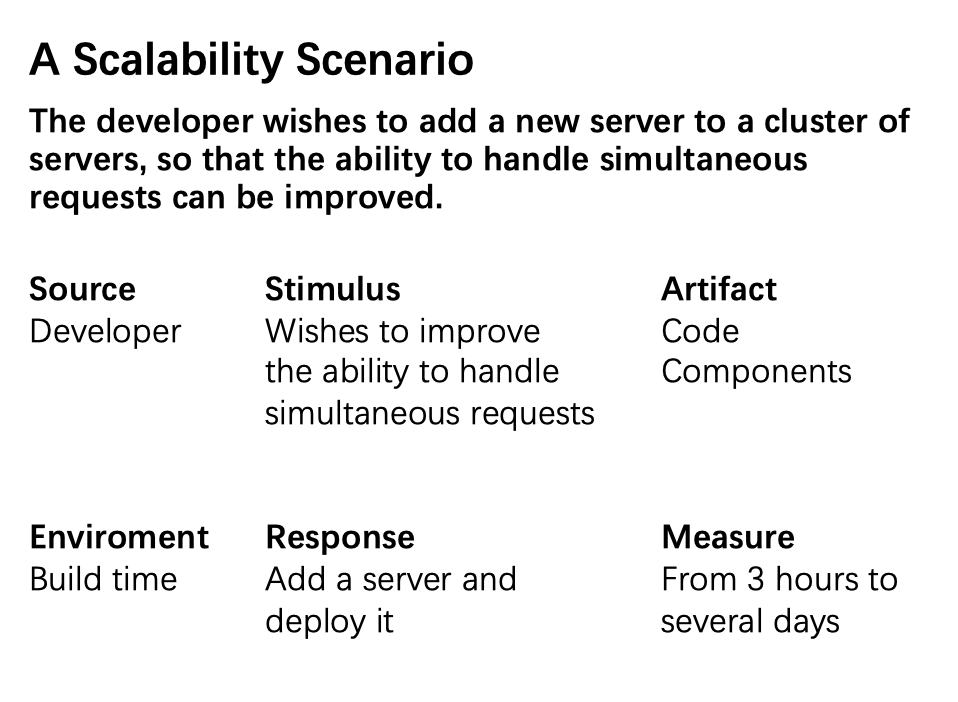 A Scalability Scenario
The developer wishes to add a new server to a cluster of
servers, so that the ability to handle simultaneous
requests can be improved.
Source
Developer
Stimulus
Wishes to improve
the ability to handle
simultaneous requests
Artifact
Code
Components
Enviroment
Build time
Response
Add a server and
deploy it
Measure
From 3 hours to
several days